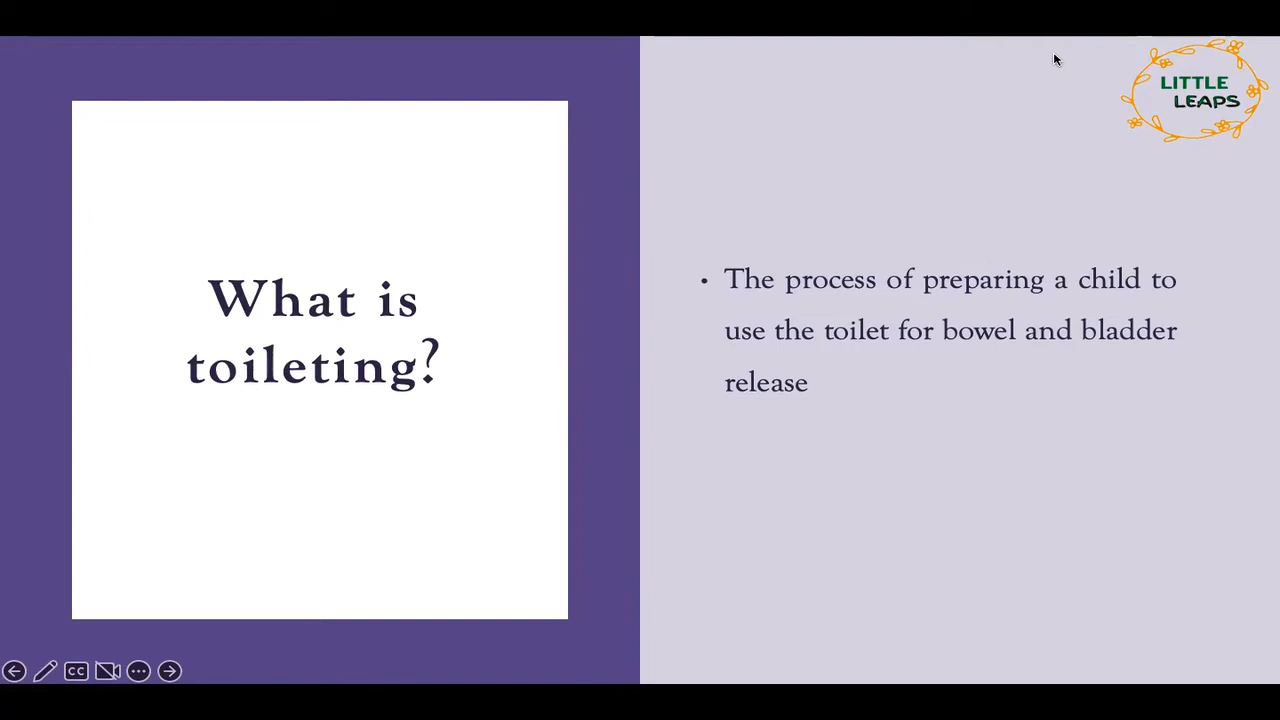 What is
toileting?
LITTLE
LEAPS
• The process of preparing a child to
use the toilet for bowel and bladder
release
CC